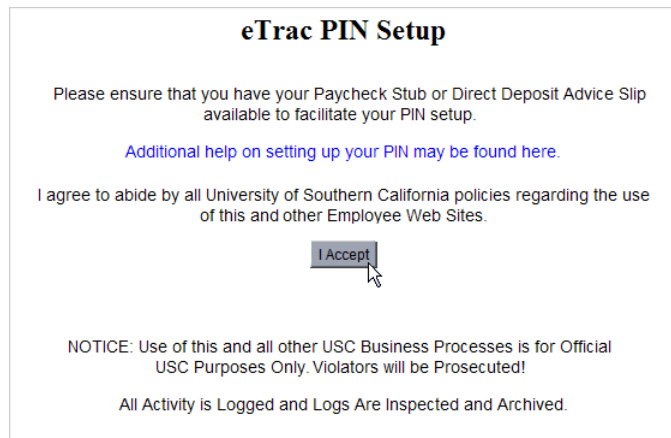 eTrac PIN Setup
Please ensure that you have your Paycheck Stub or Direct Deposit Advice Slip
available to facilitate your PIN setup.
Additional help on setting up your PIN may be found here.
I agree to abide by all University of Southern California policies regarding the use
of this and other Employee Web Sites.
I Accept
NOTICE: Use of this and all other USC Business Processes is for Official
USC Purposes Only. Violators will be Prosecuted!
All Activity is Logged and Logs Are Inspected and Archived.